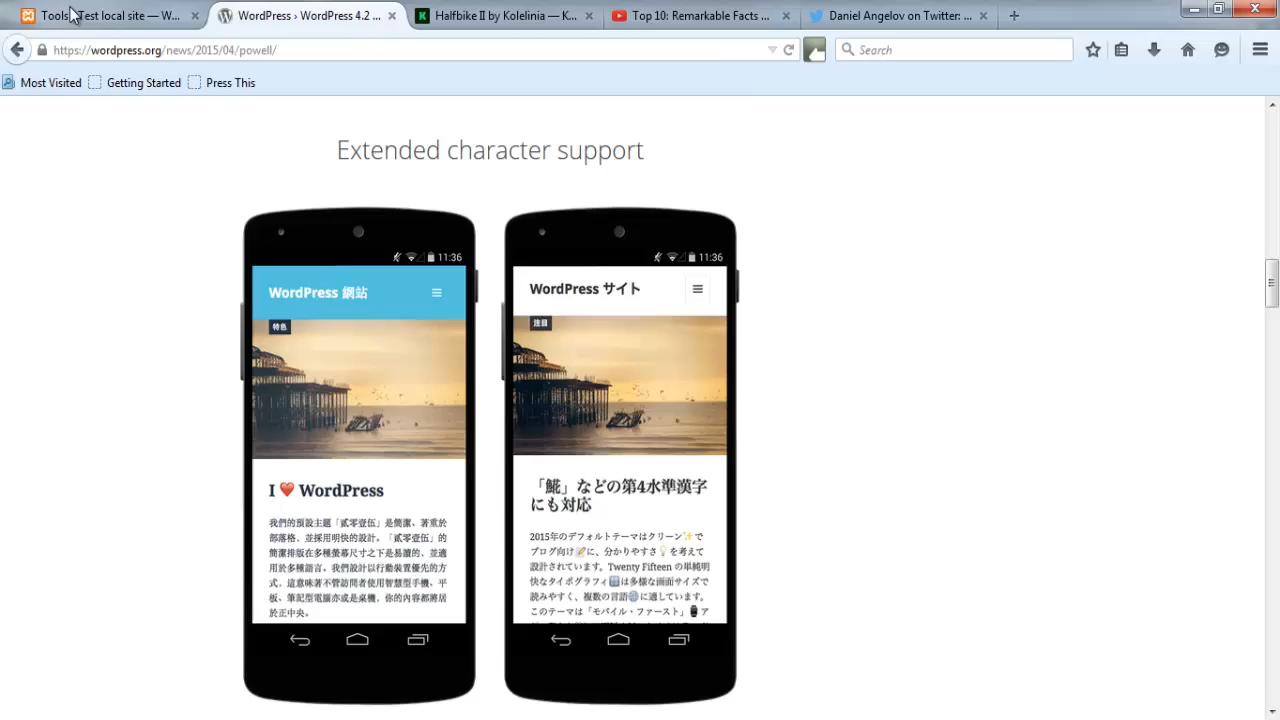 Tools ‹ Test local site — W...
WordPress › WordPress 4.2 ...
Halfbike II by Kolelinia — K...
Top 10: Remarkable Facts ...
Daniel Angelov on Twitter: ...
https://wordpress.org/news/2015/04/powell/
Search
Most Visited
Getting Started
Press This
Extended character support
11:36
WordPress 網站
特色
I ❤ WordPress
我們的預設主題「貳零壹伍」是簡潔、著重於
部落格，並採用明快的設計。「貳零壹伍」的
簡潔排版在多種螢幕尺寸之下是易讀的，並適
用於多種語言。我們設計以行動裝置優先的方
式，這意味著不管訪問者使用智慧型手機、平
板、筆記型電腦亦或是桌機，你的內容都將居
於正中央。
11:36
WordPress サイト
注目
「鯱」などの第4水準漢字
にも対応
2015年のデフォルトテーマはクリーン✨で
ブログ向け📝に、分かりやすさ💡を考えて
設計されています。Twenty Fifteen の単純明
快なタイポグラフィ🔠は多様な画面サイズで
読みやすく、複数の言語🌐に適しています。
このテーマは「モバイル・ファースト」⌚ア